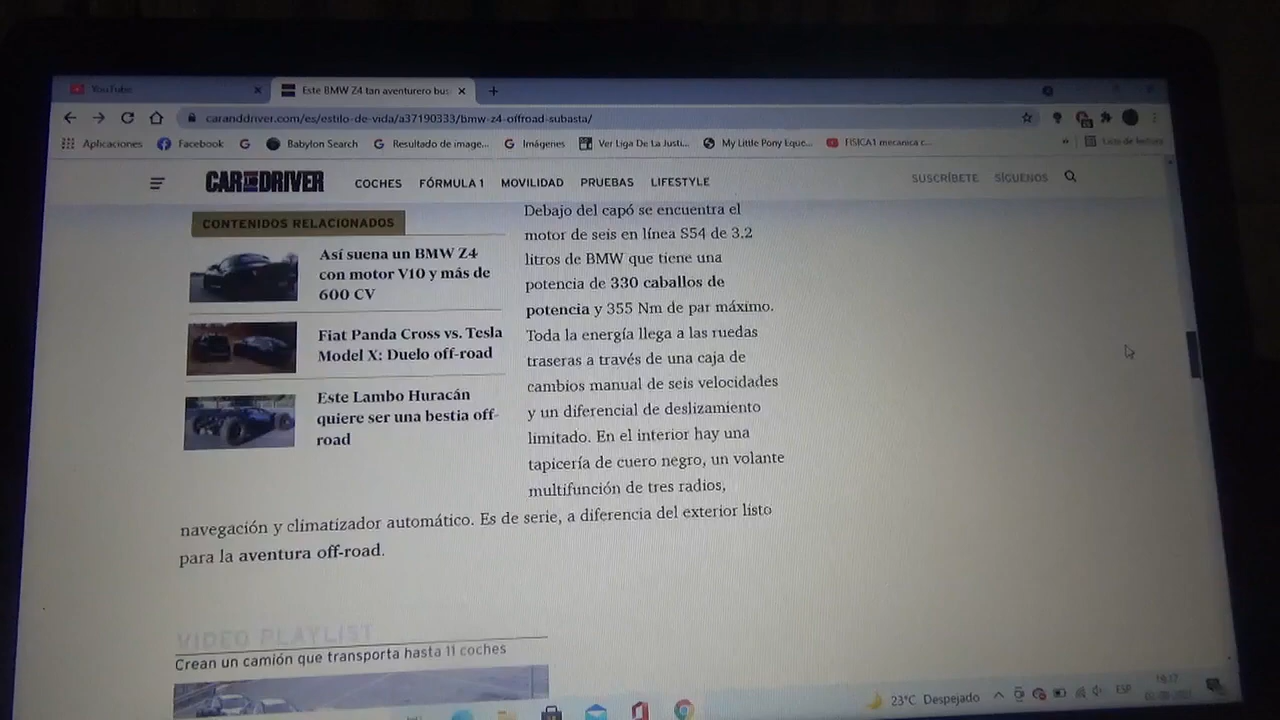 YouTube
Este BMW Z4 tan aventurero bus
caranddriver.com/es/estilo-de-vida/a37190333/bmw-z4-offroad-subasta/
Aplicaciones Facebook Babylon Search Resultado de image... Imágenes Ver Liga De La Justi... My Little Pony Eque... FISICA1 mecanica c... » Lista de lectura
CAR AND DRIVER COCHES FÓRMULA 1 MOVILIDAD PRUEBAS LIFESTYLE SUSCRÍBETE SÍGUENOS
CONTENIDOS RELACIONADOS
Así suena un BMW Z4
con motor V10 y más de
600 CV
Fiat Panda Cross vs. Tesla
Model X: Duelo off-road
Este Lambo Huracán
quiere ser una bestia off-
road
Debajo del capó se encuentra el
motor de seis en línea S54 de 3.2
litros de BMW que tiene una
potencia de 330 caballos de
potencia y 355 Nm de par máximo.
Toda la energía llega a las ruedas
traseras a través de una caja de
cambios manual de seis velocidades
y un diferencial de deslizamiento
limitado. En el interior hay una
tapicería de cuero negro, un volante
multifunción de tres radios,
navegación y climatizador automático. Es de serie, a diferencia del exterior listo
para la aventura off-road.
VIDEO PLAYLIST
Crean un camión que transporta hasta 11 coches
23°C Despejado ESP